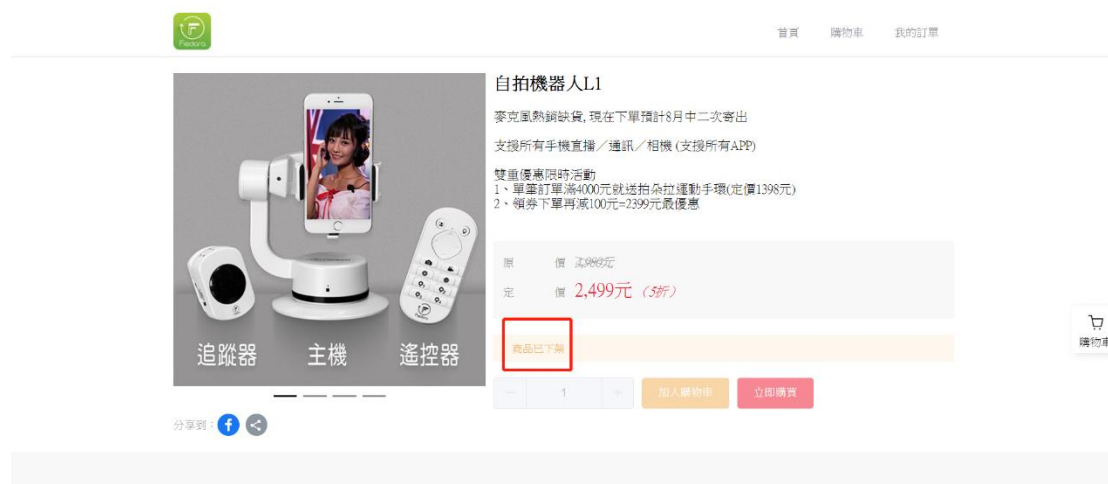 Fiedora
首頁 購物車 我的訂單
自拍機器人L1
麥克風熱銷缺貨, 現在下單預計8月中二次寄出
支援所有手機直播／通訊／相機 (支援所有APP)
雙重優惠限時活動
1、單筆訂單滿4000元就送拍朵拉運動手環(定價1398元)
2、領券下單再減100元=2399元最優惠
原 價
定 價 2,499元 (5折)
商品已下架
1 加入購物車 立即購買
追蹤器 主機 遙控器
分享到：
購物車